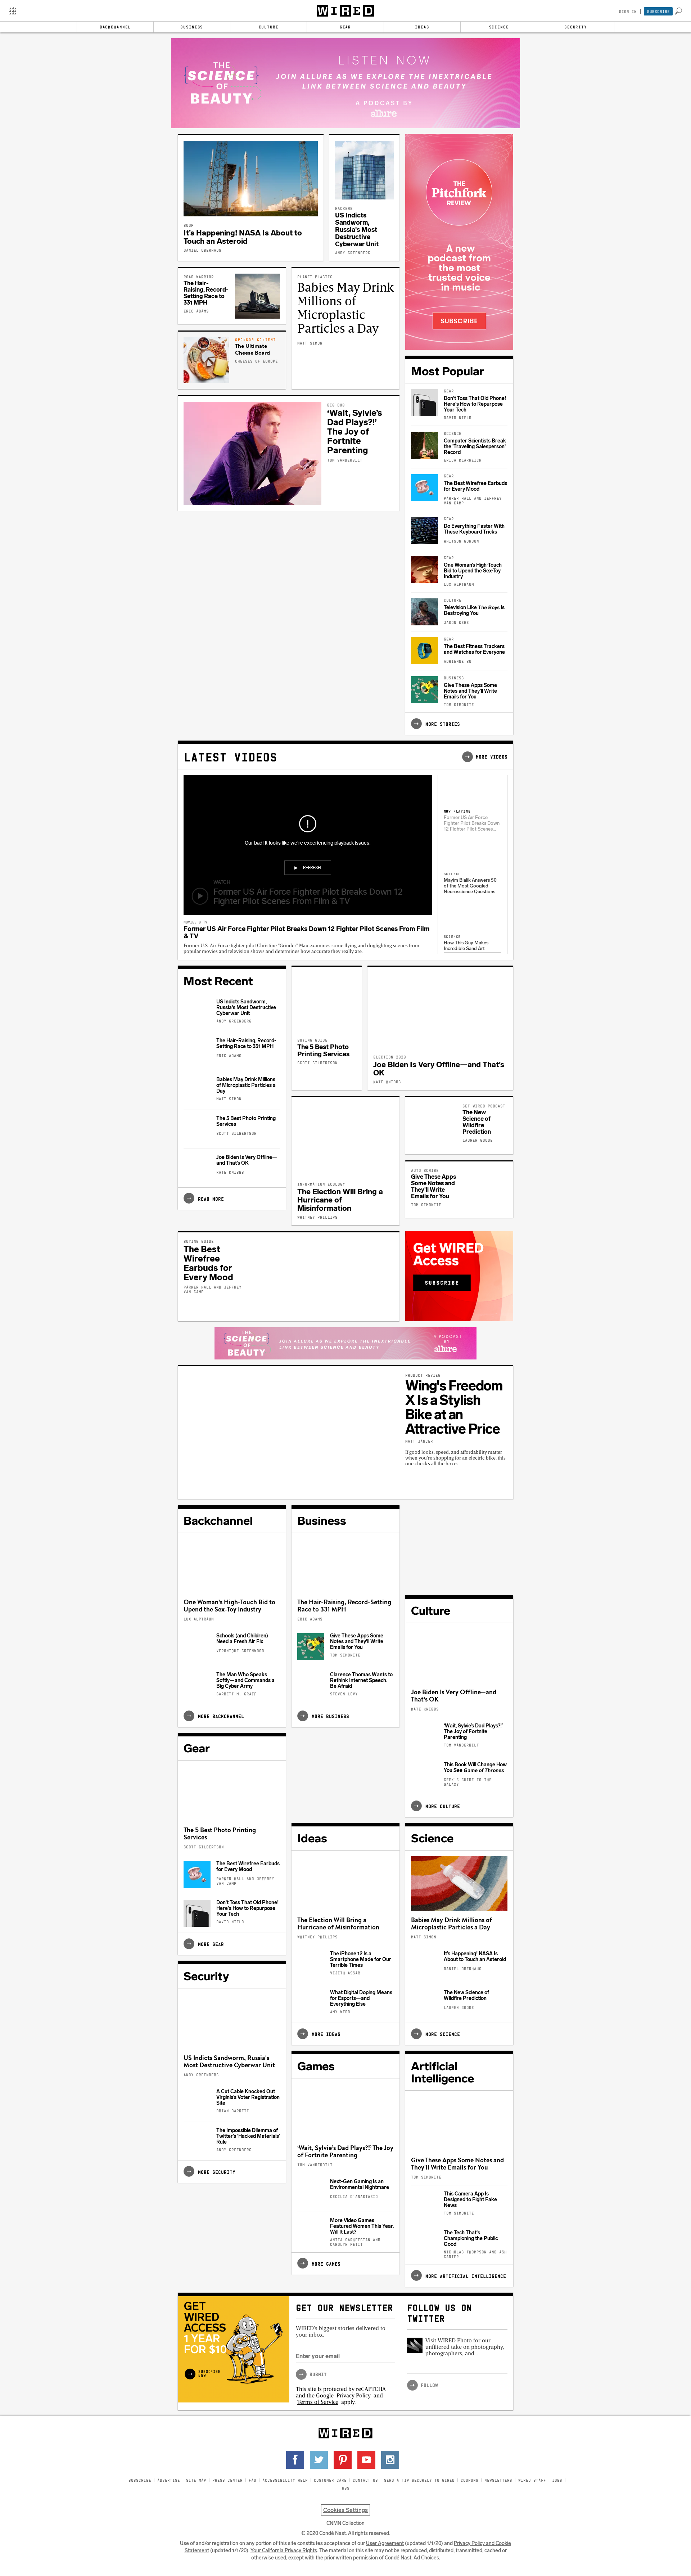 WIRED
SIGN IN
SUBSCRIBE
BACKCHANNEL
BUSINESS
CULTURE
GEAR
IDEAS
SCIENCE
SECURITY
THE
SCIENCE
OF
BEAUTY
LISTEN NOW
JOIN ALLURE AS WE EXPLORE THE INEXTRICABLE
LINK BETWEEN SCIENCE AND BEAUTY
A PODCAST BY
allure
BOOP
It's Happening! NASA Is About to
Touch an Asteroid
DANIEL OBERHAUS
HACKERS
US Indicts
Sandworm,
Russia's Most
Destructive
Cyberwar Unit
ANDY GREENBERG
THE
Pitchfork
REVIEW
A new
podcast from
the most
trusted voice
in music
SUBSCRIBE
ROAD WARRIOR
The Hair-
Raising, Record-
Setting Race to
331 MPH
ERIC ADAMS
PLANET PLASTIC
Babies May Drink
Millions of
Microplastic
Particles a Day
MATT SIMON
SPONSOR CONTENT
The Ultimate
Cheese Board
CHEESES OF EUROPE
BIG DUB
'Wait, Sylvie's
Dad Plays?!'
The Joy of
Fortnite
Parenting
TOM VANDERBILT
Most Popular
GEAR
Don't Toss That Old Phone!
Here's How to Repurpose
Your Tech
DAVID NIELD
SCIENCE
Computer Scientists Break
the 'Traveling Salesperson'
Record
ERICA KLARREICH
GEAR
The Best Wirefree Earbuds
for Every Mood
PARKER HALL AND JEFFREY
VAN CAMP
GEAR
Do Everything Faster With
These Keyboard Tricks
WHITSON GORDON
GEAR
One Woman's High-Touch
Bid to Upend the Sex-Toy
Industry
LUX ALPTRAUM
CULTURE
Television Like The Boys Is
Destroying You
JASON KEHE
GEAR
The Best Fitness Trackers
and Watches for Everyone
ADRIENNE SO
BUSINESS
Give These Apps Some
Notes and They'll Write
Emails for You
TOM SIMONITE
MORE STORIES
LATEST VIDEOS
MORE VIDEOS
Our bad! It looks like we're experiencing playback issues.
REFRESH
WATCH
Former US Air Force Fighter Pilot Breaks Down 12
Fighter Pilot Scenes From Film & TV
MOVIES & TV
Former US Air Force Fighter Pilot Breaks Down 12 Fighter Pilot Scenes From Film
& TV
Former U.S. Air Force fighter pilot Christine "Grinder" Mau examines some flying and dogfighting scenes from
popular movies and television shows and determines how accurate they really are.
NOW PLAYING
Former US Air Force
Fighter Pilot Breaks Down
12 Fighter Pilot Scenes...
SCIENCE
Mayim Bialik Answers 50
of the Most Googled
Neuroscience Questions
SCIENCE
How This Guy Makes
Incredible Sand Art
Most Recent
US Indicts Sandworm,
Russia's Most Destructive
Cyberwar Unit
ANDY GREENBERG
The Hair-Raising, Record-
Setting Race to 331 MPH
ERIC ADAMS
Babies May Drink Millions
of Microplastic Particles a
Day
MATT SIMON
The 5 Best Photo Printing
Services
SCOTT GILBERTSON
Joe Biden Is Very Offline—
and That's OK
KATE KNIBBS
READ MORE
BUYING GUIDE
The 5 Best Photo
Printing Services
SCOTT GILBERTSON
ELECTION 2020
Joe Biden Is Very Offline—and That's
OK
KATE KNIBBS
INFORMATION ECOLOGY
The Election Will Bring a
Hurricane of
Misinformation
WHITNEY PHILLIPS
GET WIRED PODCAST
The New
Science of
Wildfire
Prediction
LAUREN GOODE
AUTO-SCRIBE
Give These Apps
Some Notes and
They'll Write
Emails for You
TOM SIMONITE
BUYING GUIDE
The Best
Wirefree
Earbuds for
Every Mood
PARKER HALL AND JEFFREY
VAN CAMP
Get WIRED
Access
SUBSCRIBE
THE
SCIENCE
OF
BEAUTY
JOIN ALLURE AS WE EXPLORE THE INEXTRICABLE
LINK BETWEEN SCIENCE AND BEAUTY
A PODCAST
BY
allure
PRODUCT REVIEW
Wing's Freedom
X Is a Stylish
Bike at an
Attractive Price
MATT JANCER
If good looks, speed, and affordability matter
when you're shopping for an electric bike, this
one checks all the boxes.
Backchannel
One Woman's High-Touch Bid to
Upend the Sex-Toy Industry
LUX ALPTRAUM
Schools (and Children)
Need a Fresh Air Fix
VERONIQUE GREENWOOD
The Man Who Speaks
Softly—and Commands a
Big Cyber Army
GARRETT M. GRAFF
MORE BACKCHANNEL
Business
The Hair-Raising, Record-Setting
Race to 331 MPH
ERIC ADAMS
Give These Apps Some
Notes and They'll Write
Emails for You
TOM SIMONITE
Clarence Thomas Wants to
Rethink Internet Speech.
Be Afraid
STEVEN LEVY
MORE BUSINESS
Culture
Joe Biden Is Very Offline—and
That's OK
KATE KNIBBS
'Wait, Sylvie's Dad Plays?!'
The Joy of Fortnite
Parenting
TOM VANDERBILT
This Book Will Change How
You See Game of Thrones
GEEK'S GUIDE TO THE
GALAXY
MORE CULTURE
Gear
The 5 Best Photo Printing
Services
SCOTT GILBERTSON
The Best Wirefree Earbuds
for Every Mood
PARKER HALL AND JEFFREY
VAN CAMP
Don't Toss That Old Phone!
Here's How to Repurpose
Your Tech
DAVID NIELD
MORE GEAR
Ideas
The Election Will Bring a
Hurricane of Misinformation
WHITNEY PHILLIPS
The iPhone 12 Is a
Smartphone Made for Our
Terrible Times
VIJITH ASSAR
What Digital Doping Means
for Esports—and
Everything Else
AMY WEBB
MORE IDEAS
Science
Babies May Drink Millions of
Microplastic Particles a Day
MATT SIMON
It's Happening! NASA Is
About to Touch an Asteroid
DANIEL OBERHAUS
The New Science of
Wildfire Prediction
LAUREN GOODE
MORE SCIENCE
Security
US Indicts Sandworm, Russia's
Most Destructive Cyberwar Unit
ANDY GREENBERG
A Cut Cable Knocked Out
Virginia's Voter Registration
Site
BRIAN BARRETT
The Impossible Dilemma of
Twitter's 'Hacked Materials'
Rule
ANDY GREENBERG
MORE SECURITY
Games
'Wait, Sylvie's Dad Plays?!' The Joy
of Fortnite Parenting
TOM VANDERBILT
Next-Gen Gaming Is an
Environmental Nightmare
CECILIA D'ANASTASIO
More Video Games
Featured Women This Year.
Will It Last?
ANITA SARKEESIAN AND
CAROLYN PETIT
MORE GAMES
Artificial
Intelligence
Give These Apps Some Notes and
They'll Write Emails for You
TOM SIMONITE
This Camera App Is
Designed to Fight Fake
News
TOM SIMONITE
The Tech That's
Championing the Public
Good
NICHOLAS THOMPSON AND ASH
CARTER
MORE ARTIFICIAL INTELLIGENCE
GET
WIRED
ACCESS
1 YEAR
FOR $10
SUBSCRIBE
NOW
GET OUR NEWSLETTER
WIRED's biggest stories delivered to
your inbox.
Enter your email
SUBMIT
This site is protected by reCAPTCHA
and the Google Privacy Policy and
Terms of Service apply.
FOLLOW US ON
TWITTER
Visit WIRED Photo for our
unfiltered take on photography,
photographers, and...
FOLLOW
WIRED
SUBSCRIBE | ADVERTISE | SITE MAP | PRESS CENTER | FAQ | ACCESSIBILITY HELP | CUSTOMER CARE | CONTACT US | SEND A TIP SECURELY TO WIRED | COUPONS | NEWSLETTERS | WIRED STAFF | JOBS |
RSS
Cookies Settings
CNMN Collection
© 2020 Condé Nast. All rights reserved.
Use of and/or registration on any portion of this site constitutes acceptance of our User Agreement (updated 1/1/20) and Privacy Policy and Cookie
Statement (updated 1/1/20). Your California Privacy Rights. The material on this site may not be reproduced, distributed, transmitted, cached or
otherwise used, except with the prior written permission of Condé Nast. Ad Choices.